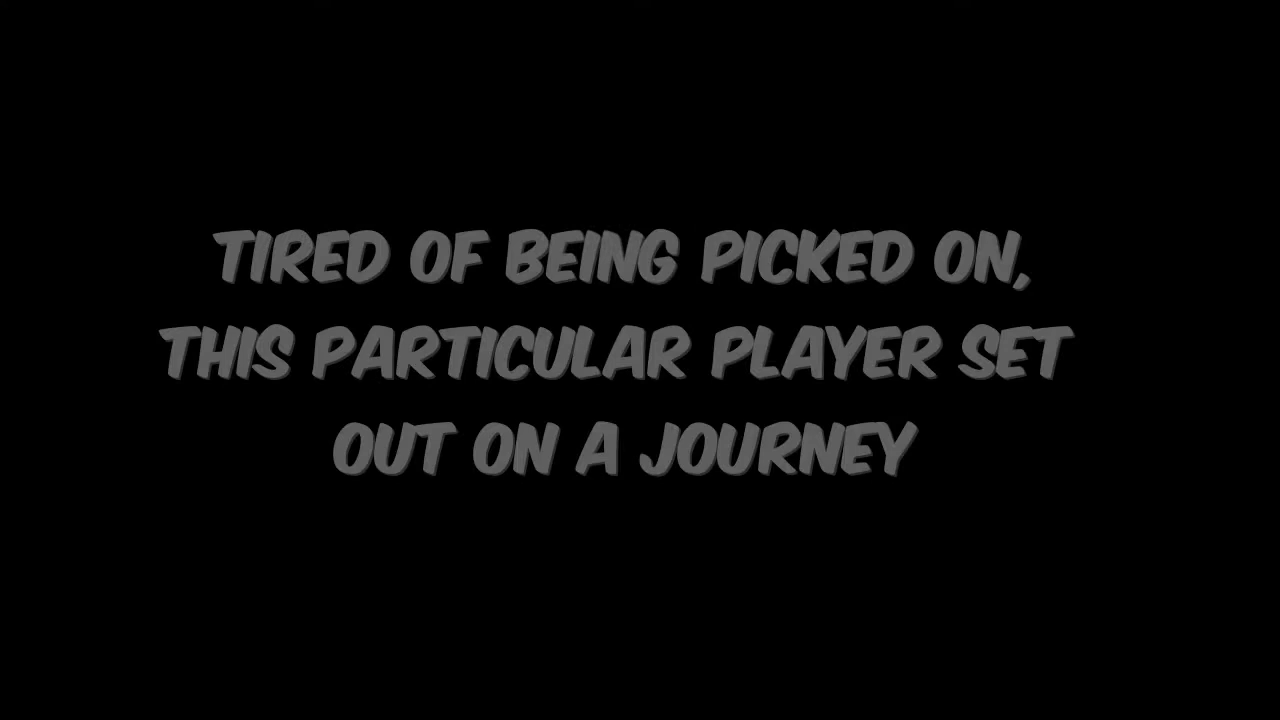 TIRED OF BEING PICKED ON,
THIS PARTICULAR PLAYER SET
OUT ON A JOURNEY